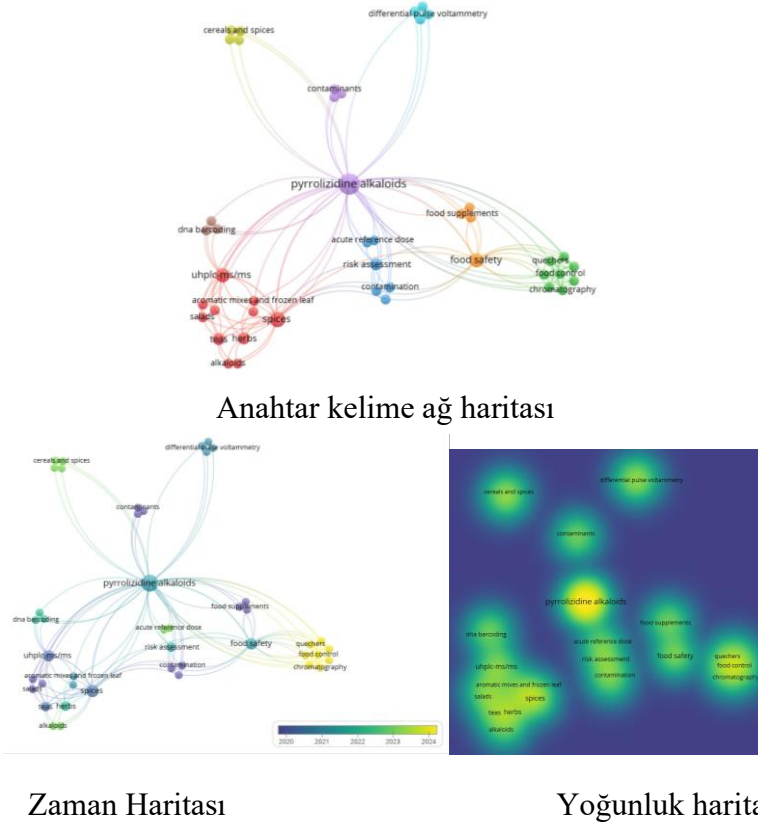 differential pulse voltammetry
cereals and spices
contaminants
pyrrolizidine alkaloids
food supplements
dna barcoding
acute reference dose
food safety
quechers
risk assessment
uhplc-ms/ms
food control
contamination
chromatography
aromatic mixes and frozen leaf
salads
spices
teas herbs
alkaloids
Anahtar kelime ağ haritası
differential pulse voltammetry
cereals and spices
contaminants
pyrrolizidine alkaloids
food supplements
dna barcoding
acute reference dose
risk assessment
food safety
quechers
uhplc-ms/ms
food control
contamination
chromatography
aromatic mixes and frozen leaf
salads
spices
teas herbs
alkaloids
2020 2021 2022 2023 2024
differential pulse voltammetry
cereals and spices
contaminants
pyrrolizidine alkaloids
food supplements
dna barcoding
acute reference dose
risk assessment
food safety
quechers
food control
uhplc-ms/ms
contamination
chromatography
aromatic mixes and frozen leaf
salads
spices
teas herbs
alkaloids
Zaman Haritası
Yoğunluk harita